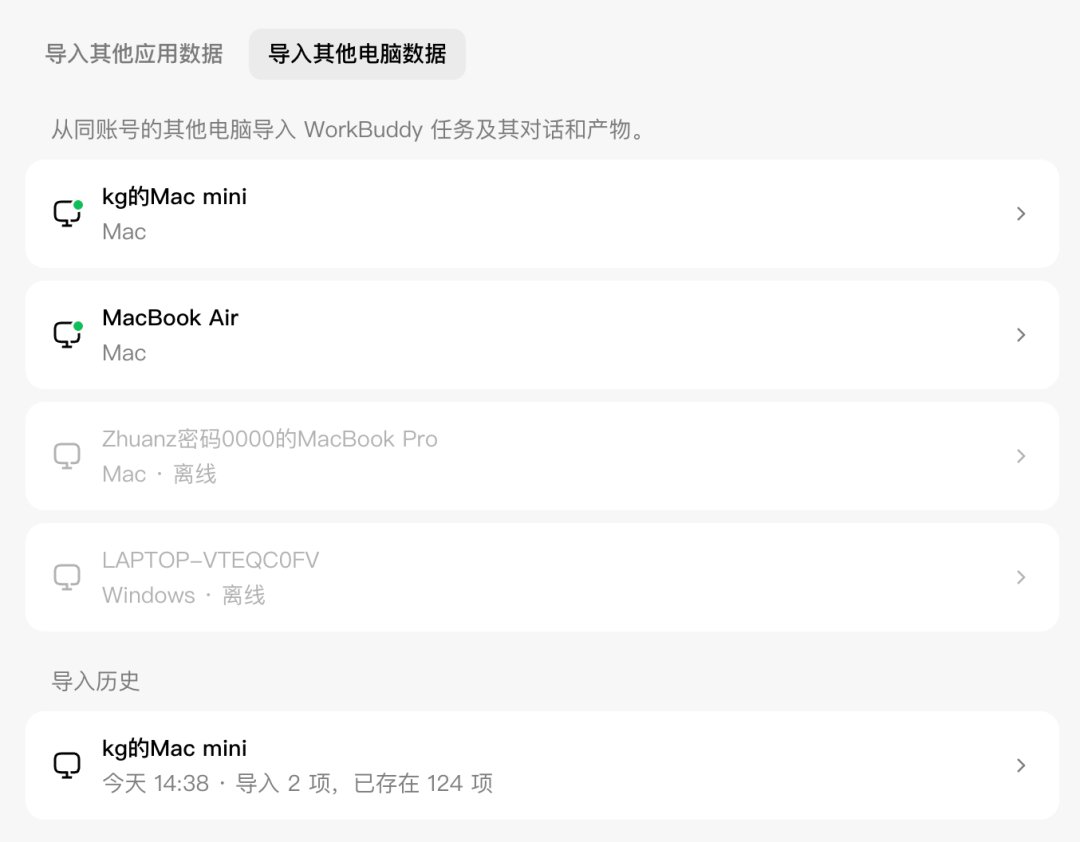 导入其他应用数据 导入其他电脑数据
从同账号的其他电脑导入 WorkBuddy 任务及其对话和产物。
kg的Mac mini
Mac
MacBook Air
Mac
Zhuanz密码0000的MacBook Pro
Mac · 离线
LAPTOP-VTEQC0FV
Windows · 离线
导入历史
kg的Mac mini
今天 14:38 · 导入 2 项，已存在 124 项